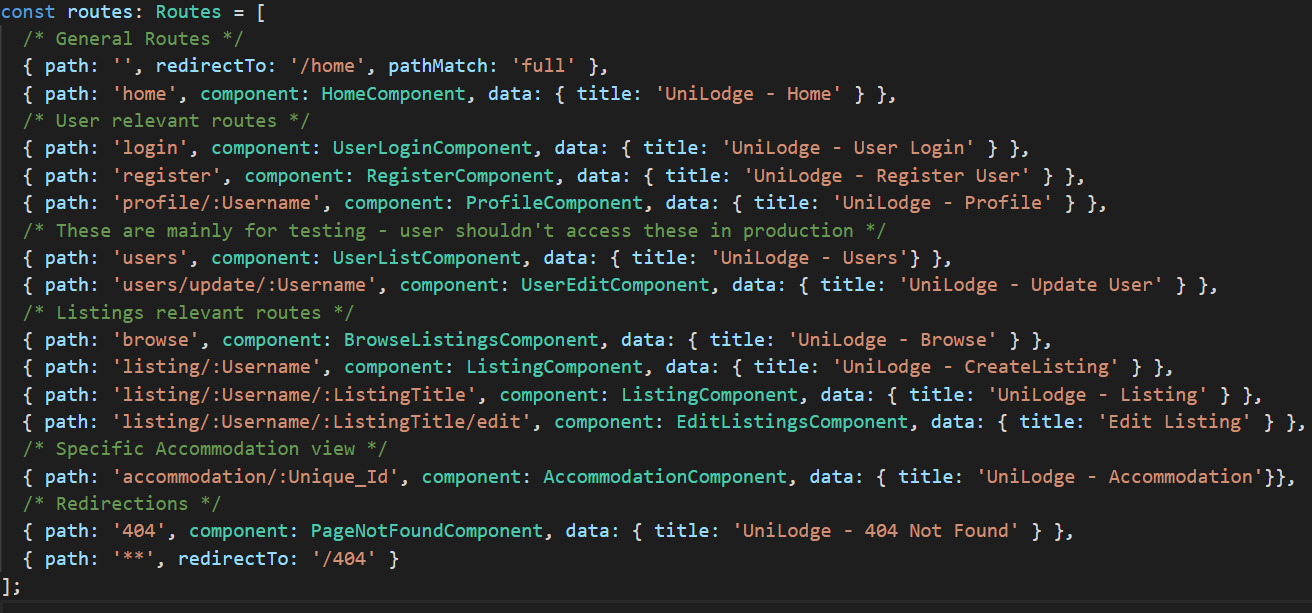 const routes: Routes = [
/* General Routes */
{ path: '', redirectTo: '/home', pathMatch: 'full' },
{ path: 'home', component: HomeComponent, data: { title: 'UniLodge - Home' } },
/* User relevant routes */
{ path: 'login', component: UserLoginComponent, data: { title: 'UniLodge - User Login' } },
{ path: 'register', component: RegisterComponent, data: { title: 'UniLodge - Register User' } },
{ path: 'profile/:Username', component: ProfileComponent, data: { title: 'UniLodge - Profile' } },
/* These are mainly for testing - user shouldn't access these in production */
{ path: 'users', component: UserListComponent, data: { title: 'UniLodge - Users'} },
{ path: 'users/update/:Username', component: UserEditComponent, data: { title: 'UniLodge - Update User' } },
/* Listings relevant routes */
{ path: 'browse', component: BrowseListingsComponent, data: { title: 'UniLodge - Browse' } },
{ path: 'listing/:Username', component: ListingComponent, data: { title: 'UniLodge - CreateListing' } },
{ path: 'listing/:Username/:ListingTitle', component: ListingComponent, data: { title: 'UniLodge - Listing' } },
{ path: 'listing/:Username/:ListingTitle/edit', component: EditListingsComponent, data: { title: 'Edit Listing' } },
/* Specific Accommodation view */
{ path: 'accommodation/:Unique_Id', component: AccommodationComponent, data: { title: 'UniLodge - Accommodation'}},
/* Redirections */
{ path: '404', component: PageNotFoundComponent, data: { title: 'UniLodge - 404 Not Found' } },
{ path: '**', redirectTo: '/404' }
];